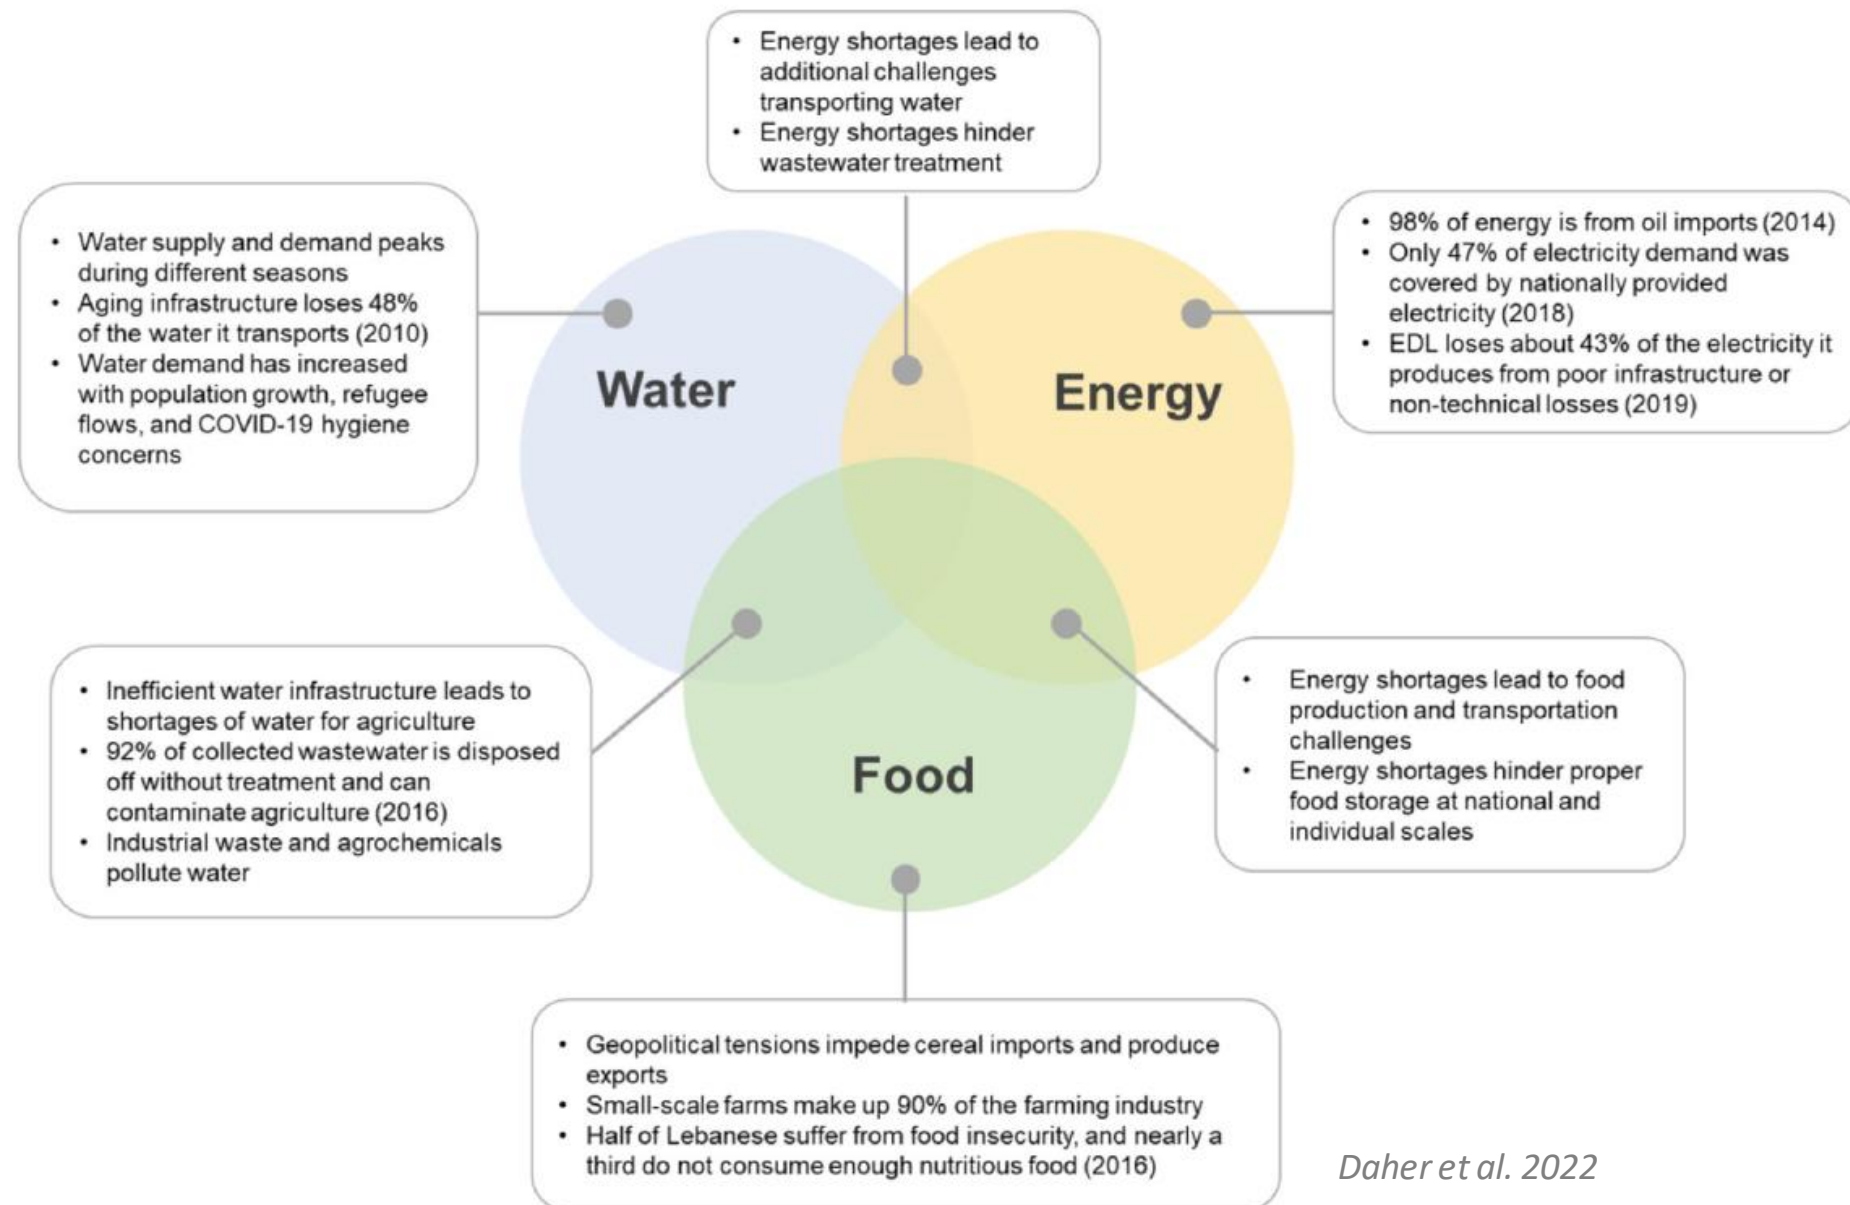 • Energy shortages lead to
additional challenges
transporting water
• Energy shortages hinder
wastewater treatment
• Water supply and demand peaks
during different seasons
• Aging infrastructure loses 48%
of the water it transports (2010)
• Water demand has increased
with population growth, refugee
flows, and COVID-19 hygiene
concerns
• 98% of energy is from oil imports (2014)
• Only 47% of electricity demand was
covered by nationally provided
electricity (2018)
• EDL loses about 43% of the electricity it
produces from poor infrastructure or
non-technical losses (2019)
Water
Energy
Food
• Inefficient water infrastructure leads to
shortages of water for agriculture
• 92% of collected wastewater is disposed
off without treatment and can
contaminate agriculture (2016)
• Industrial waste and agrochemicals
pollute water
• Energy shortages lead to food
production and transportation
challenges
• Energy shortages hinder proper
food storage at national and
individual scales
• Geopolitical tensions impede cereal imports and produce
exports
• Small-scale farms make up 90% of the farming industry
• Half of Lebanese suffer from food insecurity, and nearly a
third do not consume enough nutritious food (2016)
Daher et al. 2022